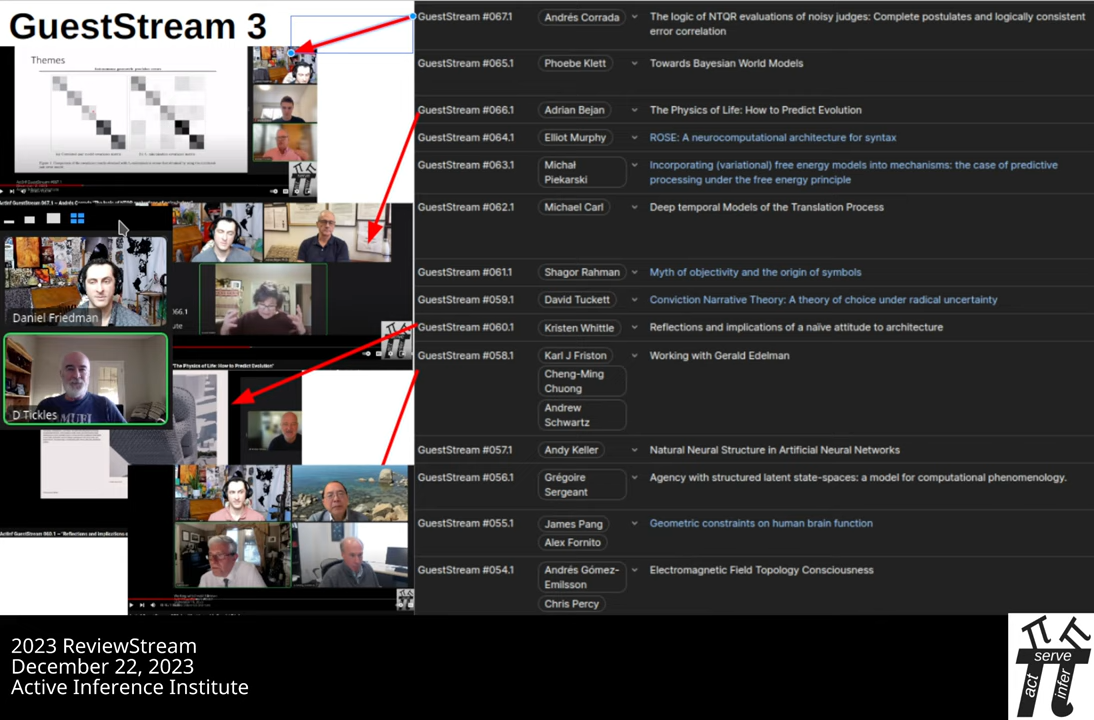 GuestStream 3
Themes
Daniel Friedman
D Tickles
066.1
"The Physics of Life: How to Predict Evolution"
GuestStream #067.1 Andrés Corrada The logic of NTQR evaluations of noisy judges: Complete postulates and logically consistent
error correlation
GuestStream #065.1 Phoebe Klett Towards Bayesian World Models
GuestStream #066.1 Adrian Bejan The Physics of Life: How to Predict Evolution
GuestStream #064.1 Elliot Murphy ROSE: A neurocomputational architecture for syntax
GuestStream #063.1 Michał
Piekarski
Incorporating (variational) free energy models into mechanisms: the case of predictive
processing under the free energy principle
GuestStream #062.1 Michael Carl Deep temporal Models of the Translation Process
GuestStream #061.1 Shagor Rahman Myth of objectivity and the origin of symbols
GuestStream #059.1 David Tuckett Conviction Narrative Theory: A theory of choice under radical uncertainty
GuestStream #060.1 Kristen Whittle Reflections and implications of a naïve attitude to architecture
GuestStream #058.1 Karl J Friston Working with Gerald Edelman
Cheng-Ming
Chuong
Andrew
Schwartz
GuestStream #057.1 Andy Keller Natural Neural Structure in Artificial Neural Networks
GuestStream #056.1 Grégoire
Sergeant
Agency with structured latent state-spaces: a model for computational phenomenology.
GuestStream #055.1 James Pang Geometric constraints on human brain function
Alex Fornito
GuestStream #054.1 Andrés Gómez-
Emilsson
Electromagnetic Field Topology Consciousness
Chris Percy
2023 ReviewStream
December 22, 2023
Active Inference Institute
serve
act
infer